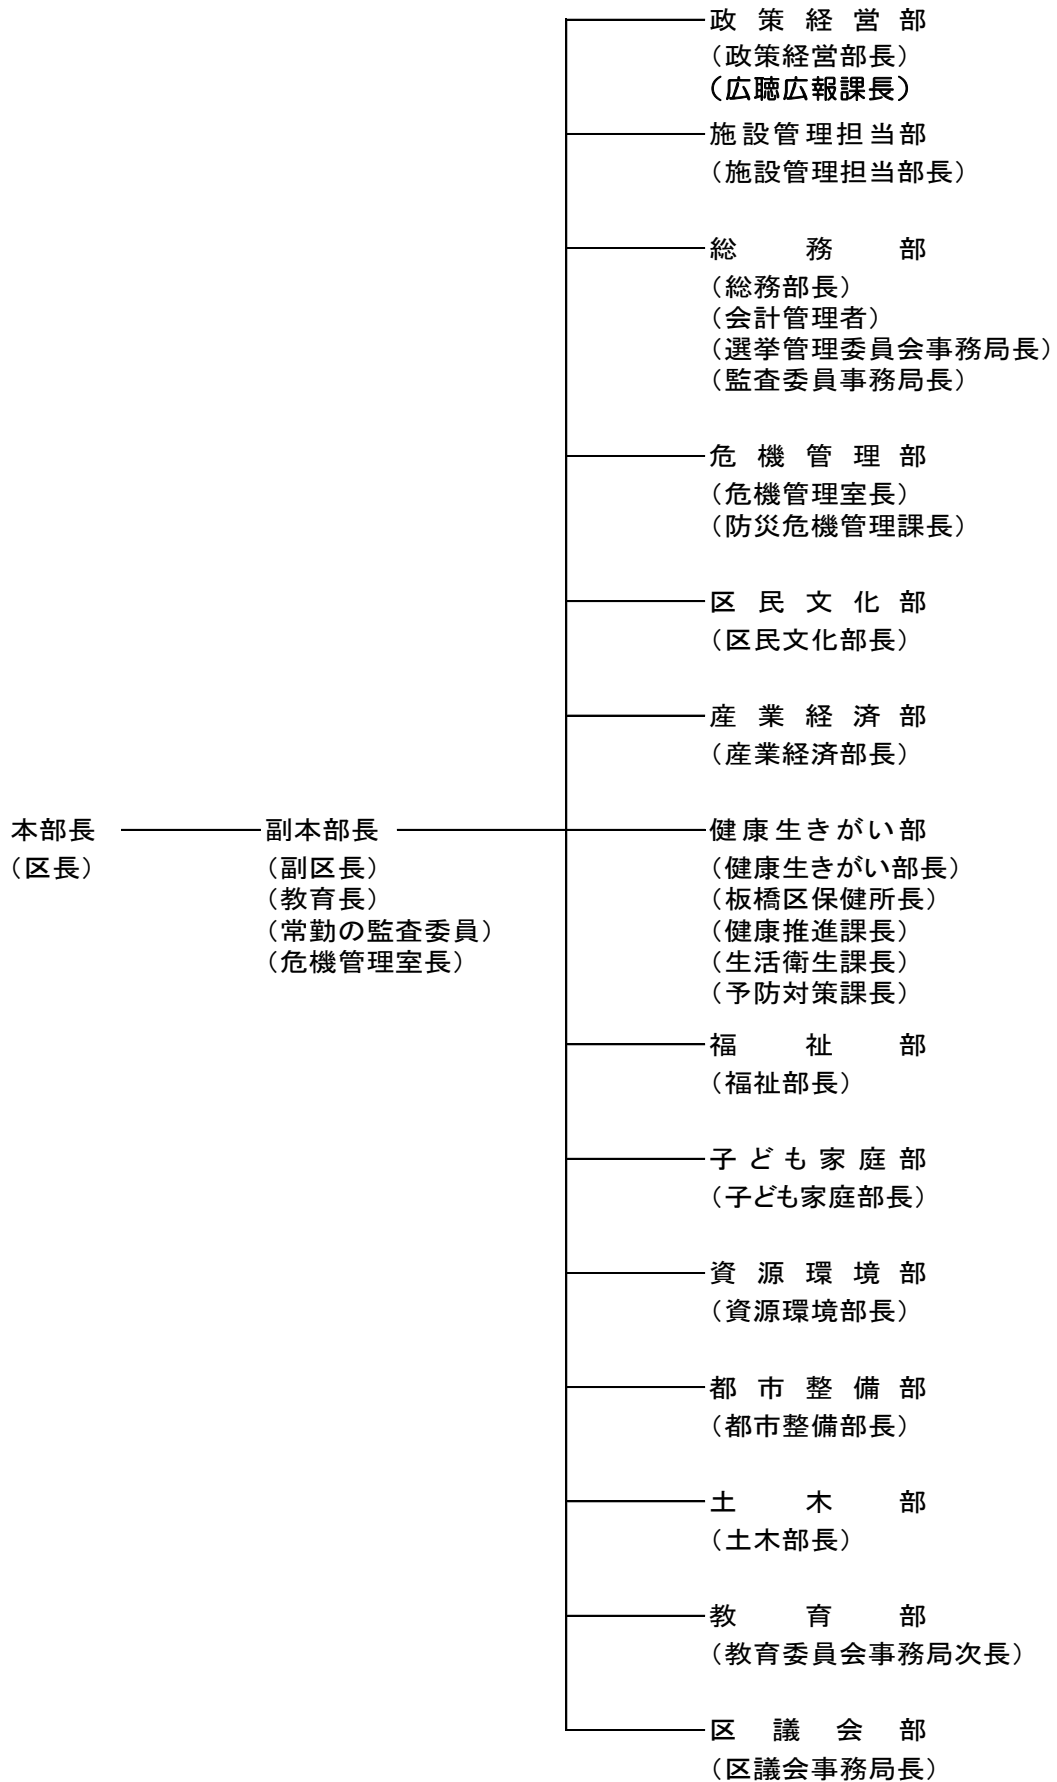 本部長
（区長）
副本部長
（副区長）
（教育長）
（常勤の監査委員）
（危機管理室長）
政策経営部
（政策経営部長）
（広聴広報課長）
施設管理担当部
（施設管理担当部長）
総務部
（総務部長）
（会計管理者）
（選挙管理委員会事務局長）
（監査委員事務局長）
危機管理部
（危機管理室長）
（防災危機管理課長）
区民文化部
（区民文化部長）
産業経済部
（産業経済部長）
健康生きがい部
（健康生きがい部長）
（板橋区保健所長）
（健康推進課長）
（生活衛生課長）
（予防対策課長）
福祉部
（福祉部長）
子ども家庭部
（子ども家庭部長）
資源環境部
（資源環境部長）
都市整備部
（都市整備部長）
土木部
（土木部長）
教育部
（教育委員会事務局次長）
区議会部
（区議会事務局長）